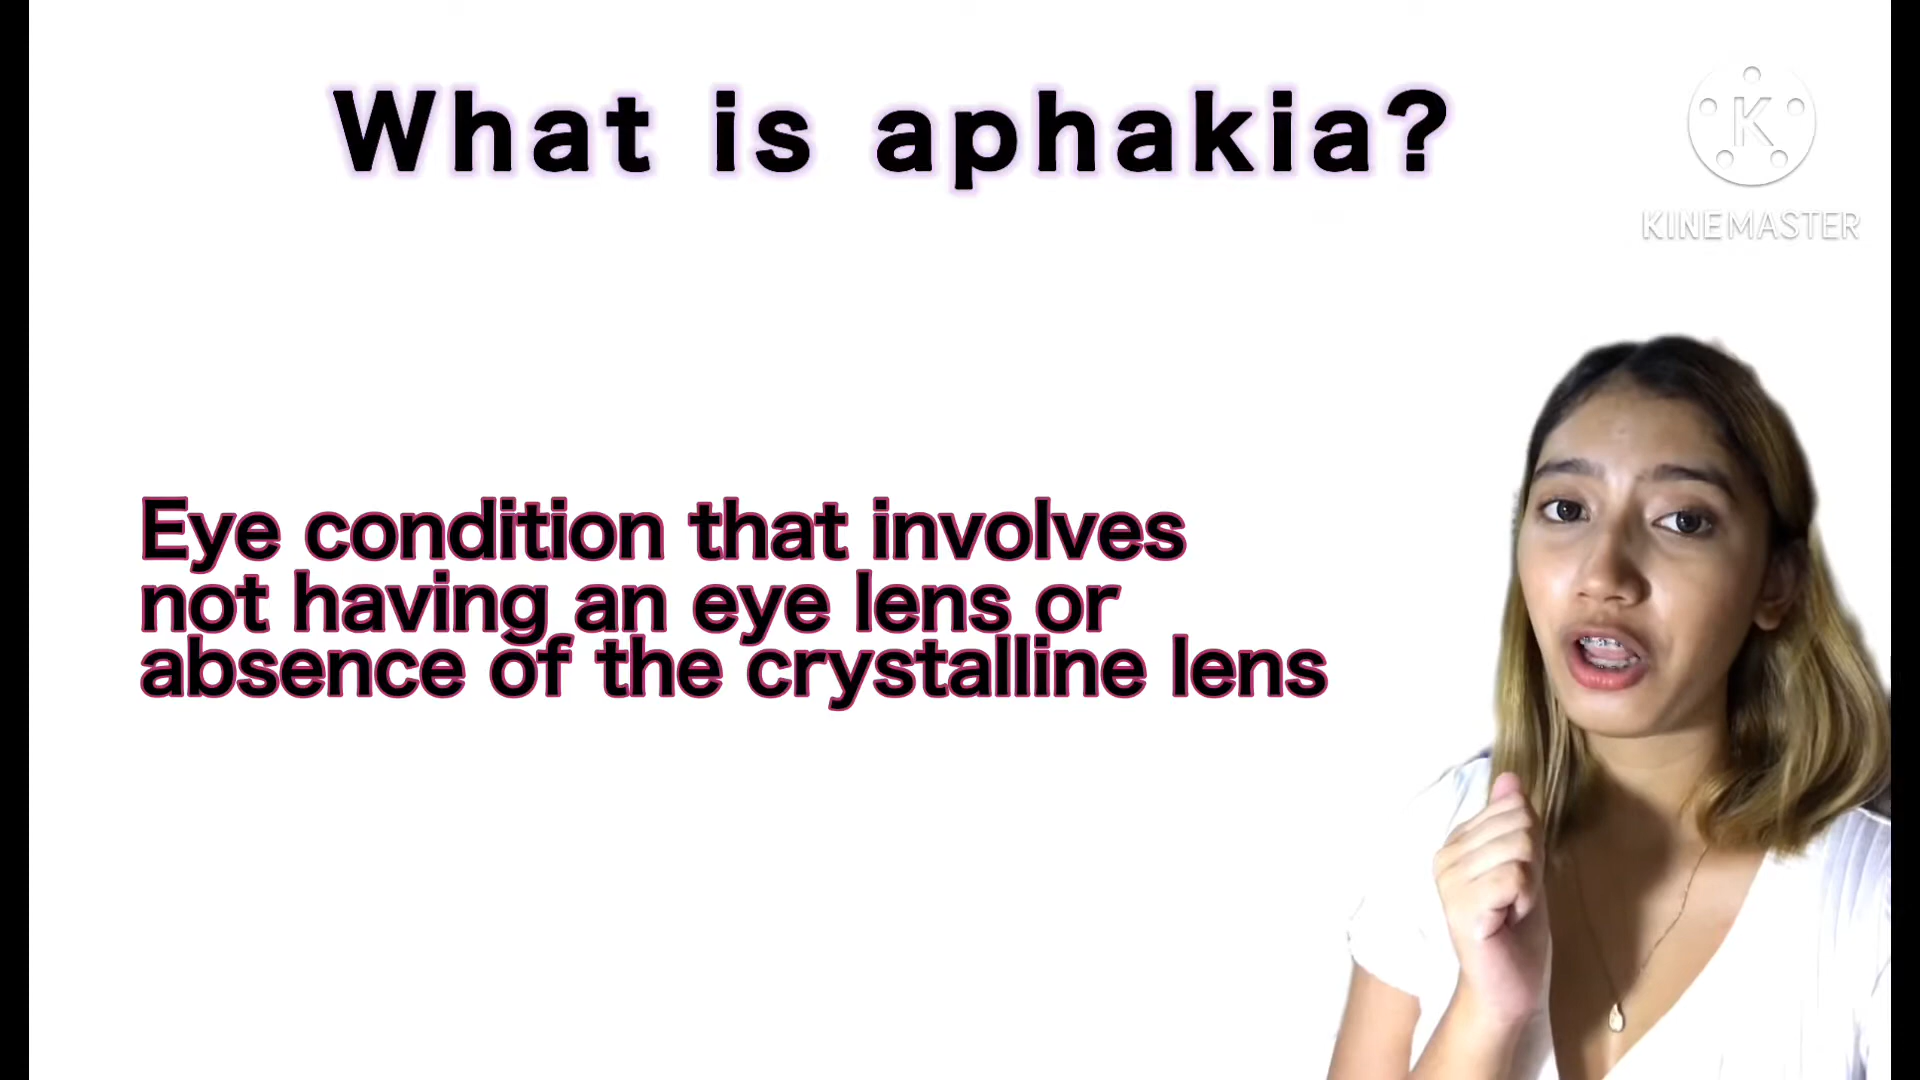 What is aphakia?
K
KINEMASTER
Eye condition that involves
not having an eye lens or
absence of the crystalline lens